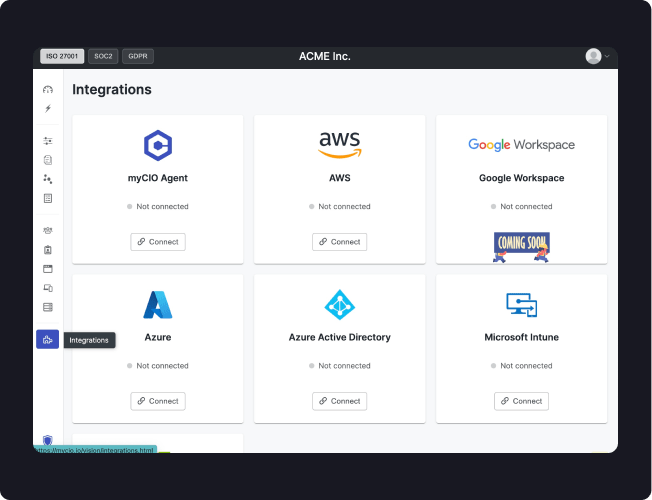 ISO 27001 SOC2 GDPR ACME Inc.
Integrations
aws Google Workspace
myCIO Agent AWS Google Workspace
Not connected Not connected Not connected
Connect Connect COMING SOON
Azure Azure Active Directory Microsoft Intune
Integrations
Not connected Not connected Not connected
Connect Connect Connect
https://mycio.io/vision/integrations.html